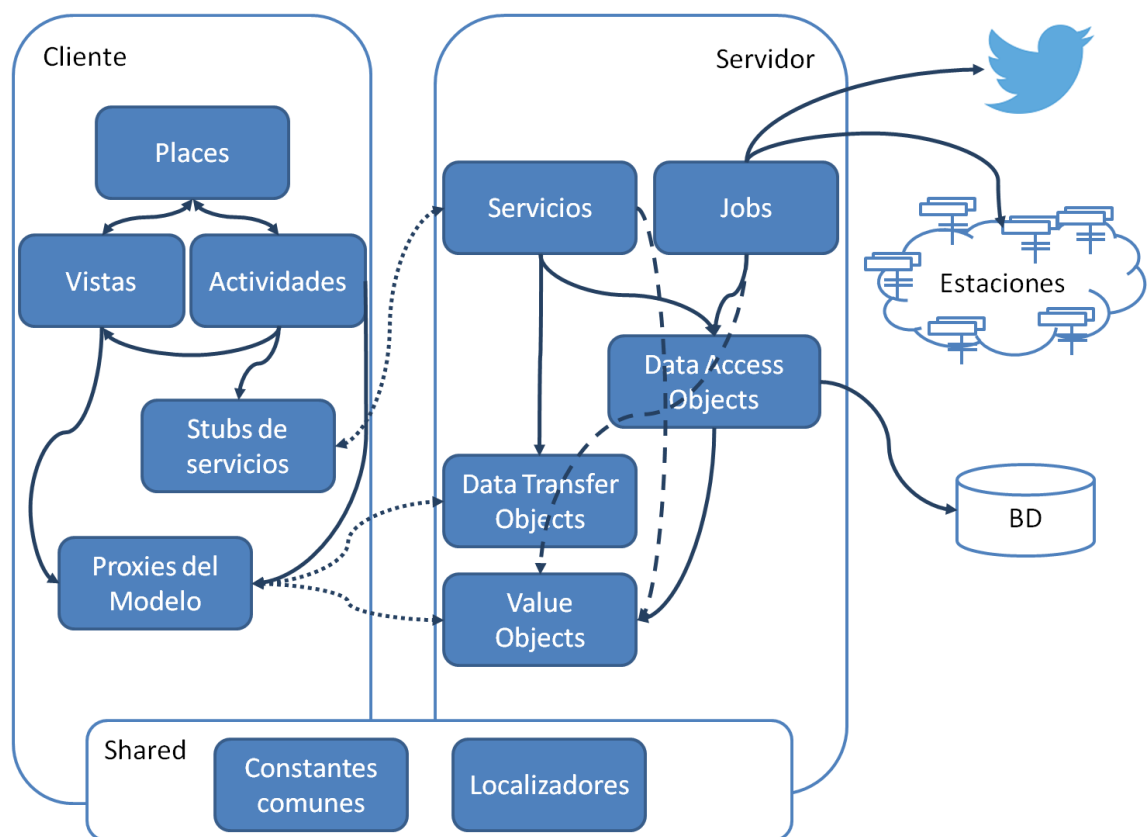 Cliente
Servidor
Places
Servicios
Jobs
Vistas
Actividades
Estaciones
Data Access
Objects
Stubs de
servicios
Data Transfer
Objects
BD
Proxies del
Modelo
Value
Objects
Shared
Constantes
comunes
Localizadores